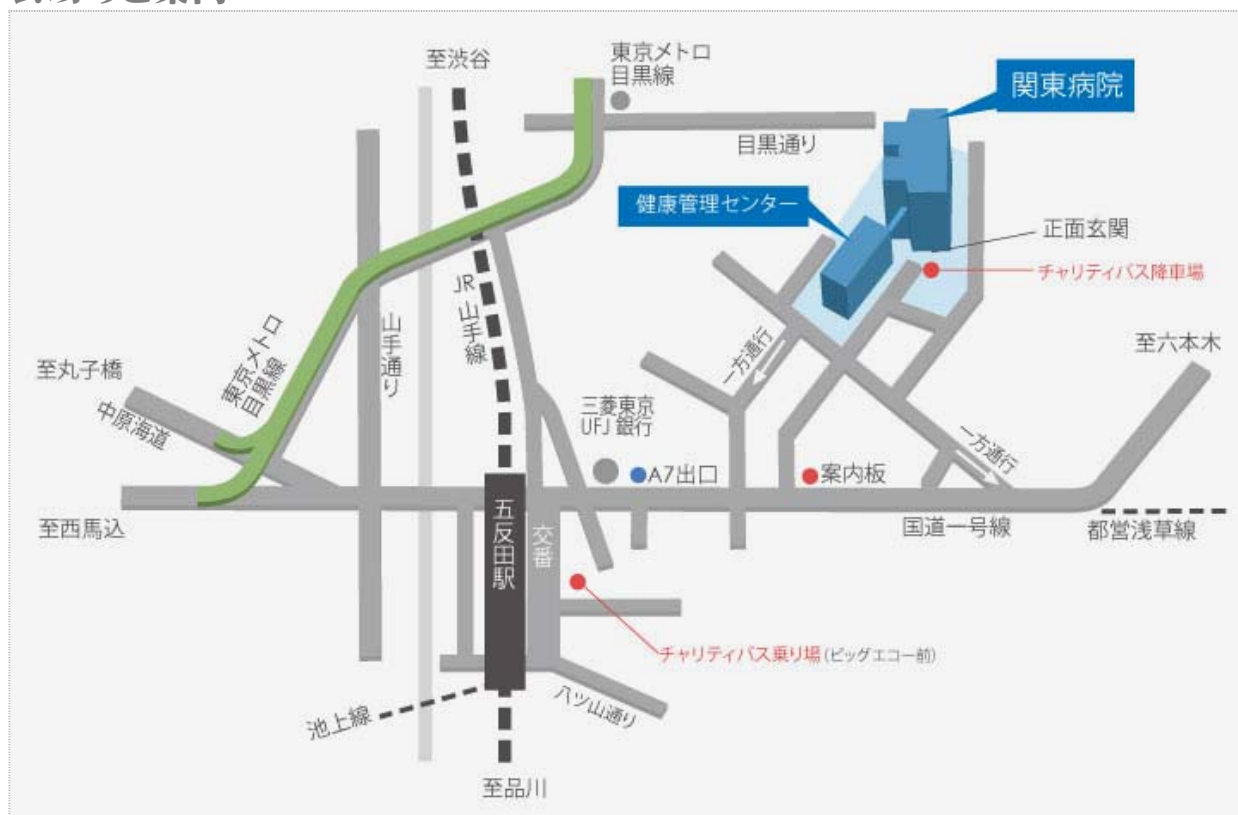 至渋谷
東京メトロ
目黒線
関東病院
目黒通り
健康管理センター
正面玄関
チャリティバス降車場
JR 山手線
山手通り
東京メトロ
目黒線
至丸子橋
中原海道
一方通行
至六本木
三菱東京
UFJ 銀行
A7出口
案内板
一方通行
至西馬込
五反田駅
交番
国道一号線
都営浅草線
チャリティバス乗り場(ビッグエコー前)
池上線
八ツ山通り
至品川